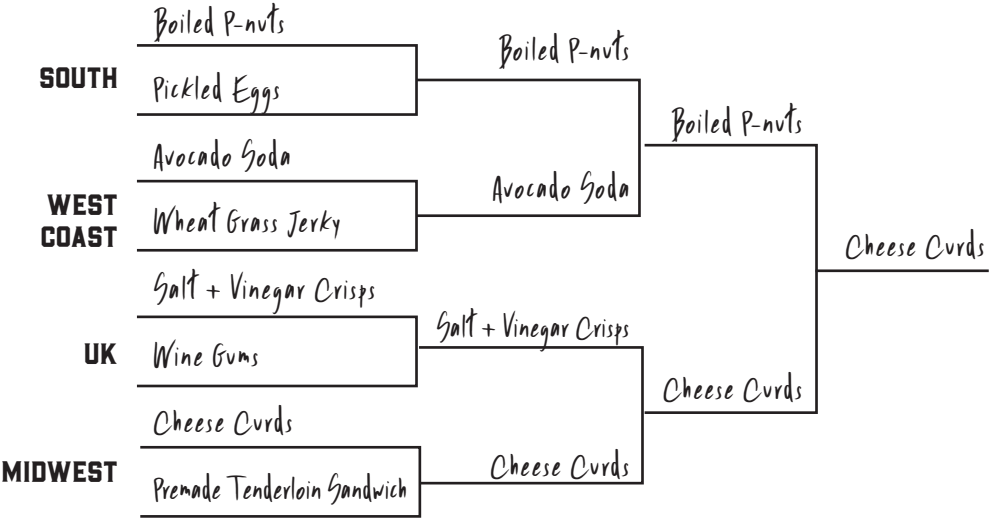 SOUTH
Boiled P-nuts
Pickled Eggs
WEST
COAST
Avocado Soda
Wheat Grass Jerky
UK
Salt + Vinegar Crisps
Wine Gums
MIDWEST
Cheese Curds
Premade Tenderloin Sandwich
Boiled P-nuts
Avocado Soda
Salt + Vinegar Crisps
Cheese Curds
Boiled P-nuts
Cheese Curds
Cheese Curds